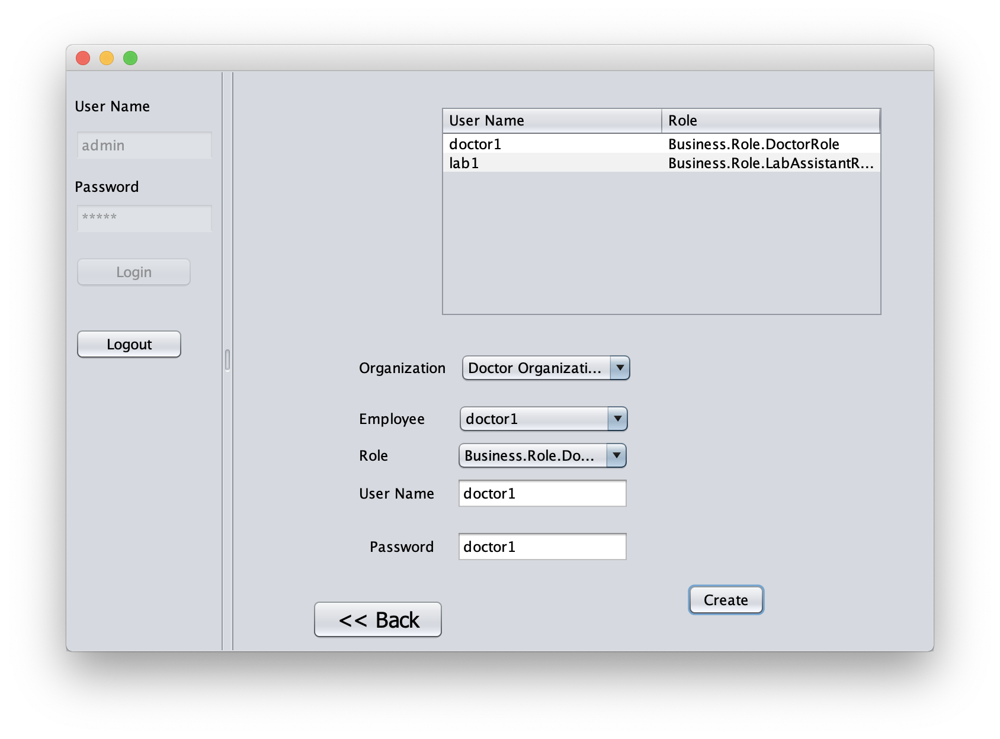 User Name
admin
Password
*****
Login
Logout
User Name Role
doctor1 Business.Role.DoctorRole
lab1 Business.Role.LabAssistantR...
Organization Doctor Organizati...
Employee doctor1
Role Business.Role.Do...
User Name doctor1
Password doctor1
Create
<< Back